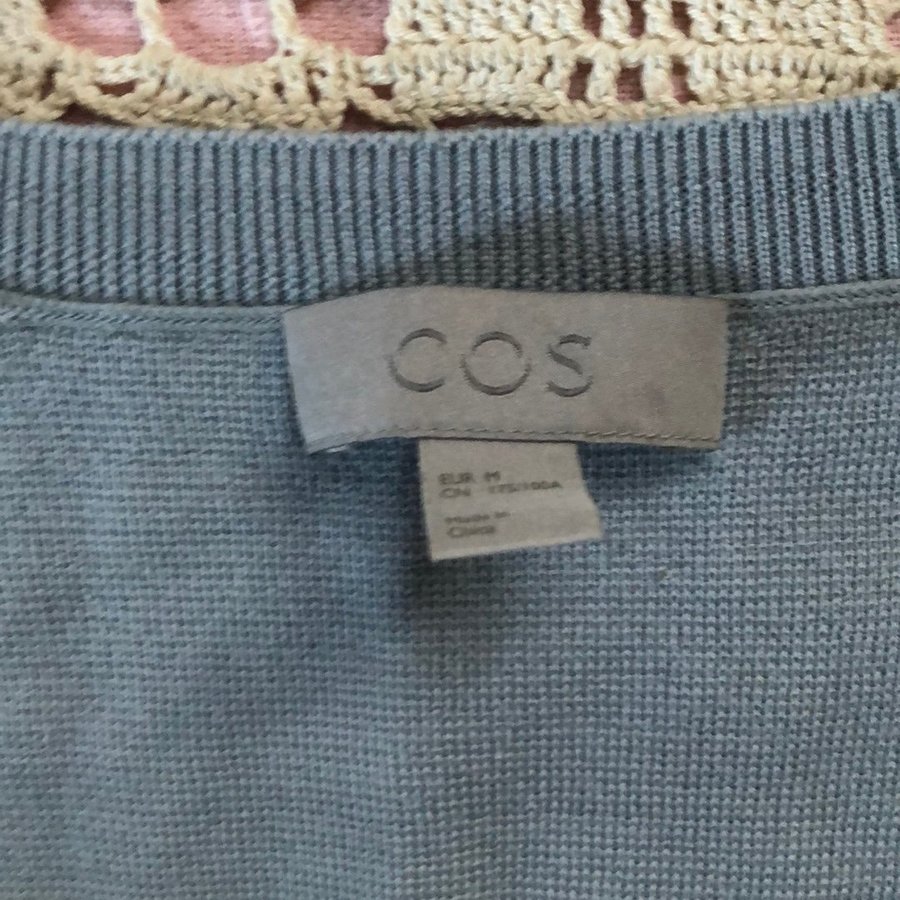 COS
EUR M
CN 175/100A
Made in
China